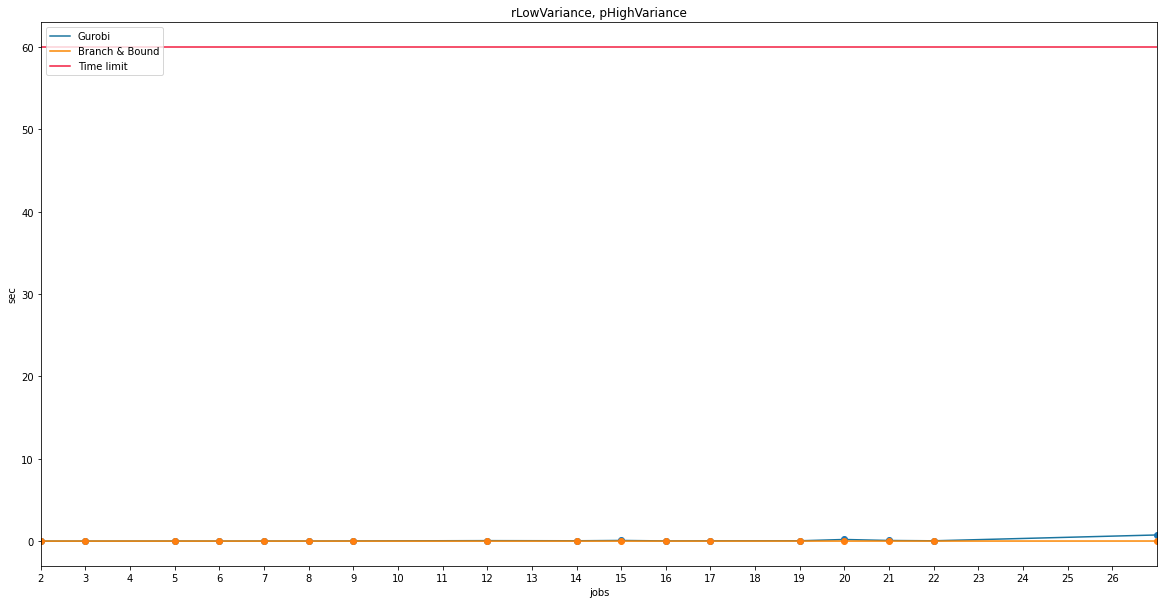 rLowVariance, pHighVariance
Gurobi
Branch & Bound
Time limit
60
50
40
30
20
10
0
sec
2 3 4 5 6 7 8 9 10 11 12 13 14 15 16 17 18 19 20 21 22 23 24 25 26
jobs